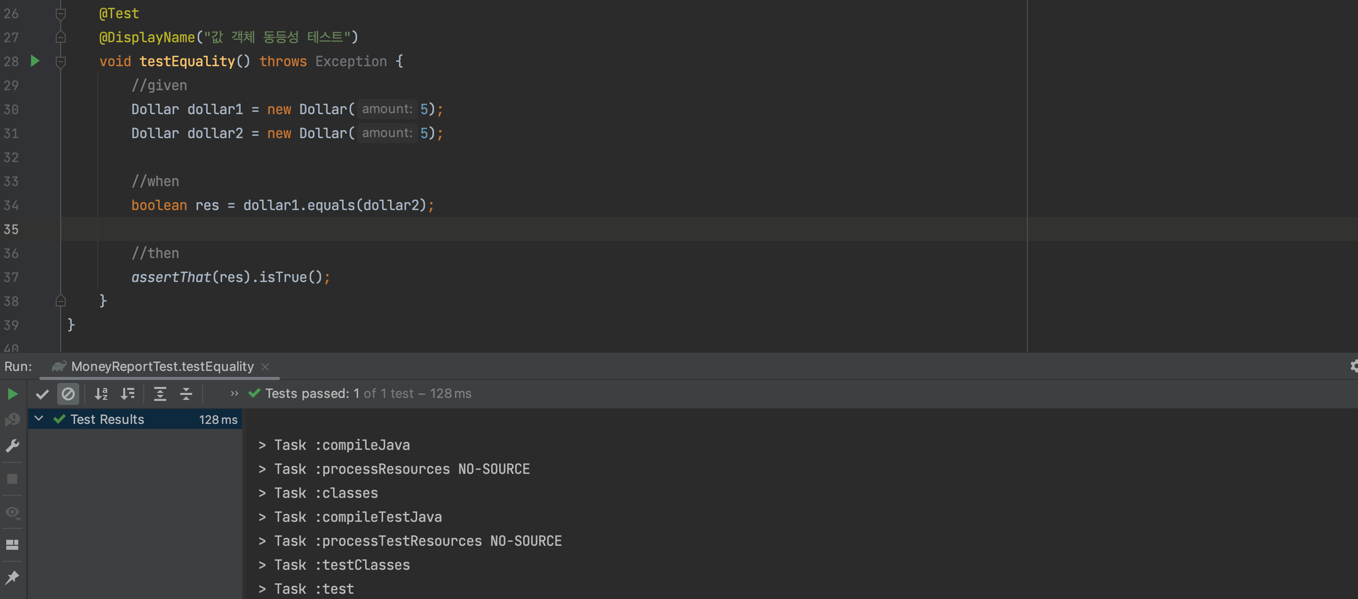 26 @Test
27 @DisplayName("값 객체 동등성 테스트")
28 void testEquality() throws Exception {
29 //given
30 Dollar dollar1 = new Dollar( amount: 5);
31 Dollar dollar2 = new Dollar( amount: 5);
32
33 //when
34 boolean res = dollar1.equals(dollar2);
35
36 //then
37 assertThat(res).isTrue();
38 }
39 }
40
Run: MoneyReportTest.testEquality ×
>> Tests passed: 1 of 1 test – 128 ms
Test Results 128 ms
> Task :compileJava
> Task :processResources NO-SOURCE
> Task :classes
> Task :compileTestJava
> Task :processTestResources NO-SOURCE
> Task :testClasses
> Task :test